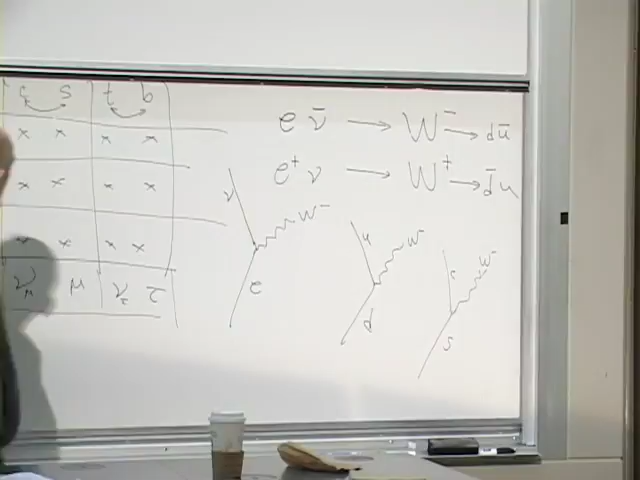 c s t b
x x x x
x x x x
x x x x
ν_μ μ ν_τ τ
e ν̄ → W⁻ → d ū
e⁺ ν → W⁺ → d̄ u
ν W⁻
e
u W⁻
d
c W⁻
s